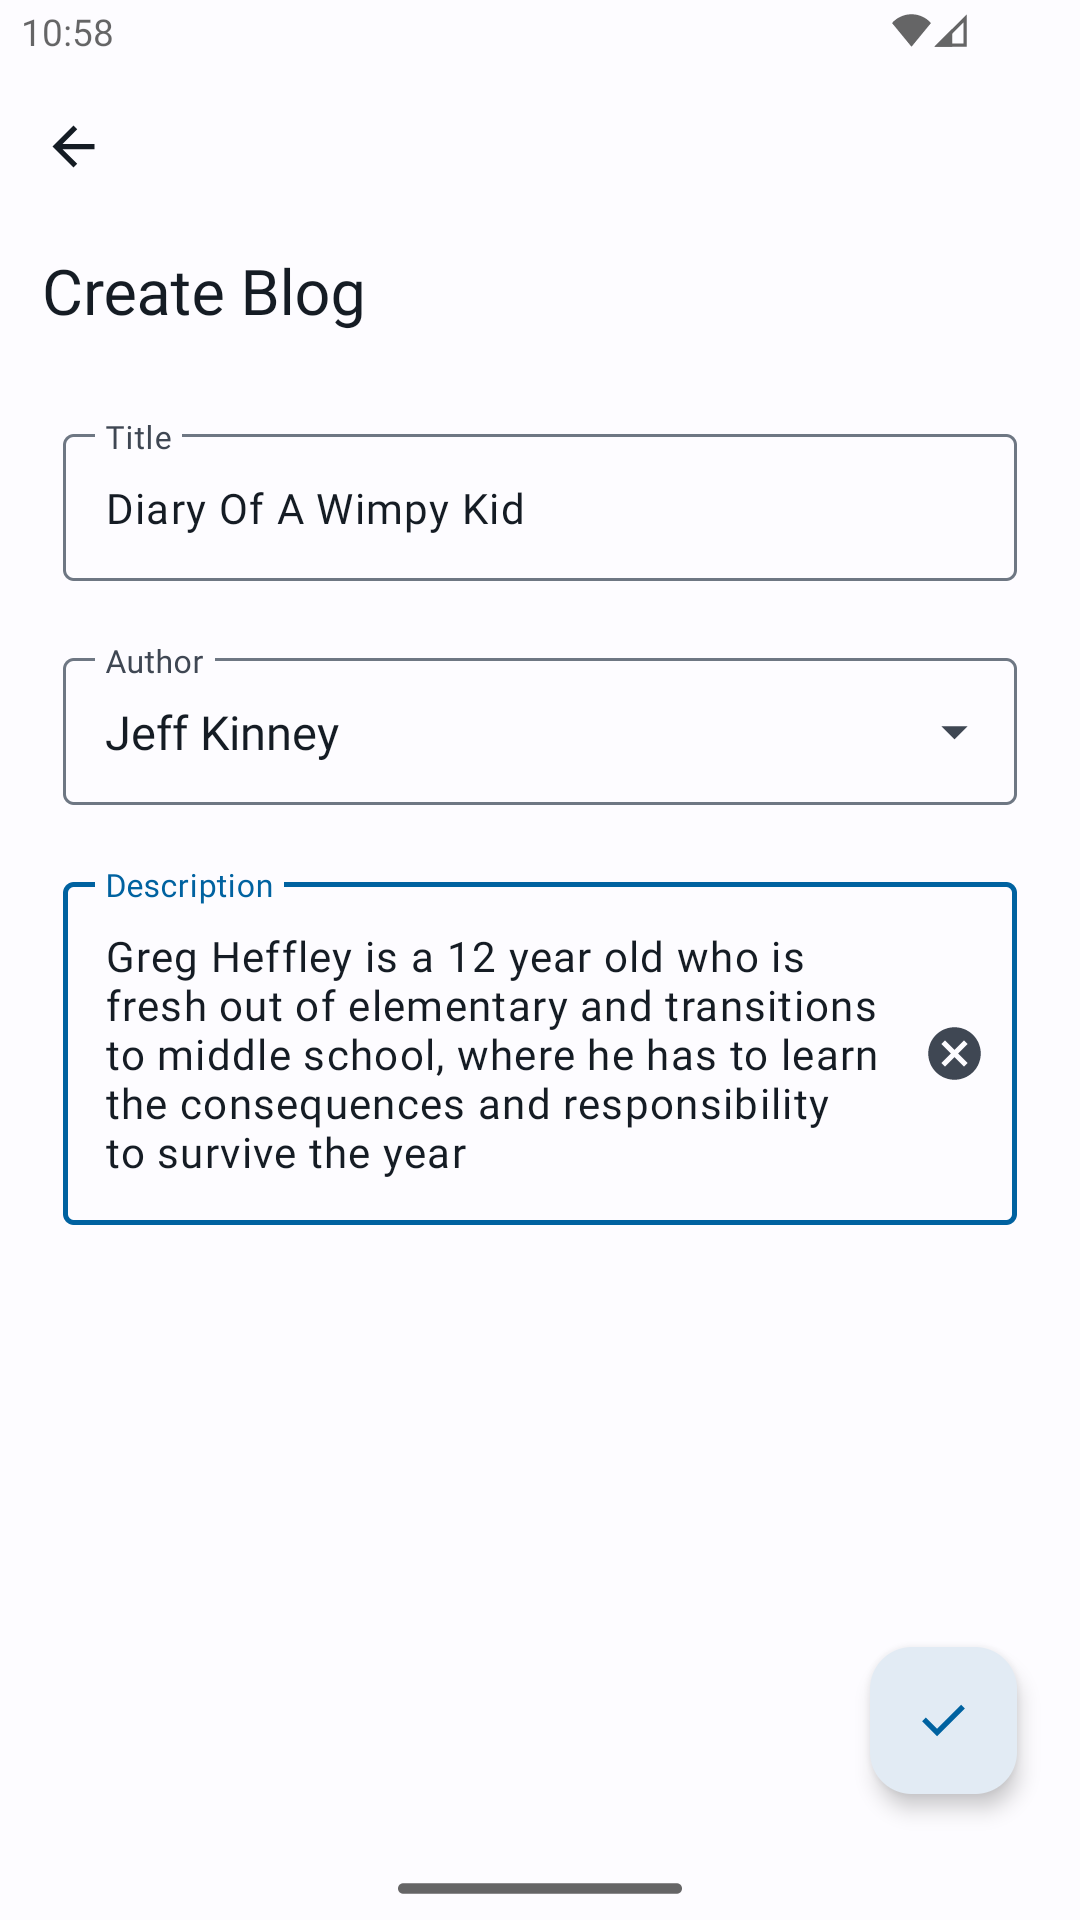 10:58
Create Blog
Title
Diary Of A Wimpy Kid
Author
Jeff Kinney
Description
Greg Heffley is a 12 year old who is
fresh out of elementary and transitions
to middle school, where he has to learn
the consequences and responsibility
to survive the year